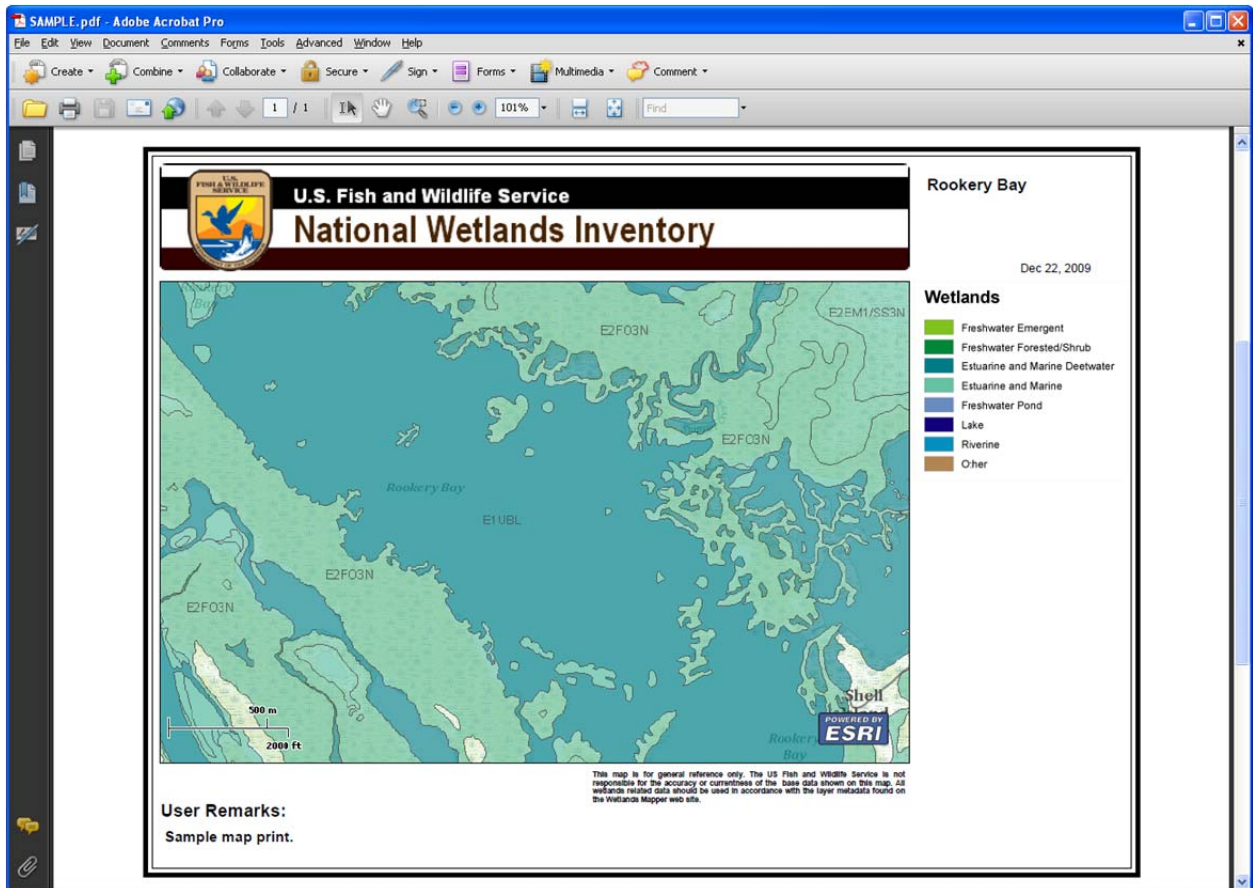 SAMPLE.pdf - Adobe Acrobat Pro
File Edit View Document Comments Forms Tools Advanced Window Help
Create Combine Collaborate Secure Sign Forms Multimedia Comment
1 / 1 101% Find
U.S.
FISH & WILDLIFE
SERVICE
U.S. Fish and Wildlife Service
National Wetlands Inventory
Rookery Bay
Dec 22, 2009
Wetlands
Freshwater Emergent
Freshwater Forested/Shrub
Estuarine and Marine Deetwater
Estuarine and Marine
Freshwater Pond
Lake
Riverine
Other
Rookery
Bay
E2EM1/SS3N
E2FO3N
E2FO3N
Rookery Bay
E1UBL
E2FO3N
E2FO3N
Shell
500 m
2000 ft
POWERED BY
ESRI
Rookery
Bay
This map is for general reference only. The US Fish and Wildlife Service is not
responsible for the accuracy or currentness of the base data shown on this map. All
wetlands related data should be used in accordance with the layer metadata found on
the Wetlands Mapper web site.
User Remarks:
Sample map print.